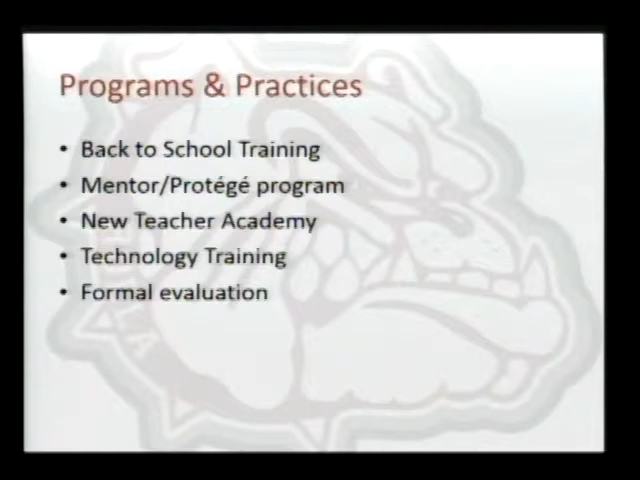 Programs & Practices
• Back to School Training
• Mentor/Protégé program
• New Teacher Academy
• Technology Training
• Formal evaluation